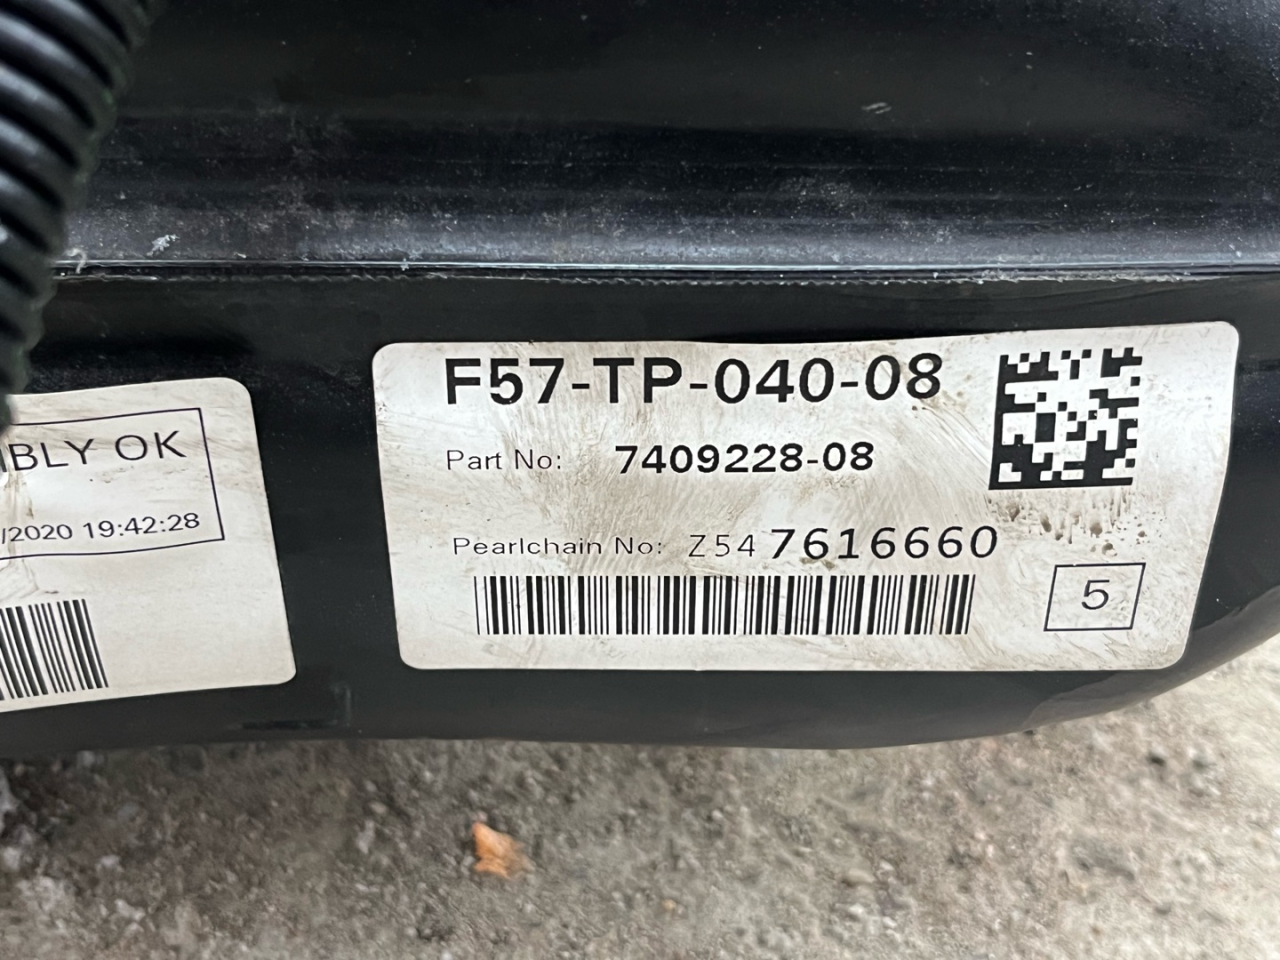 BLY OK
/2020 19:42:28
F57-TP-040-08
Part No: 7409228-08
Pearlchain No: Z54 7616660
5